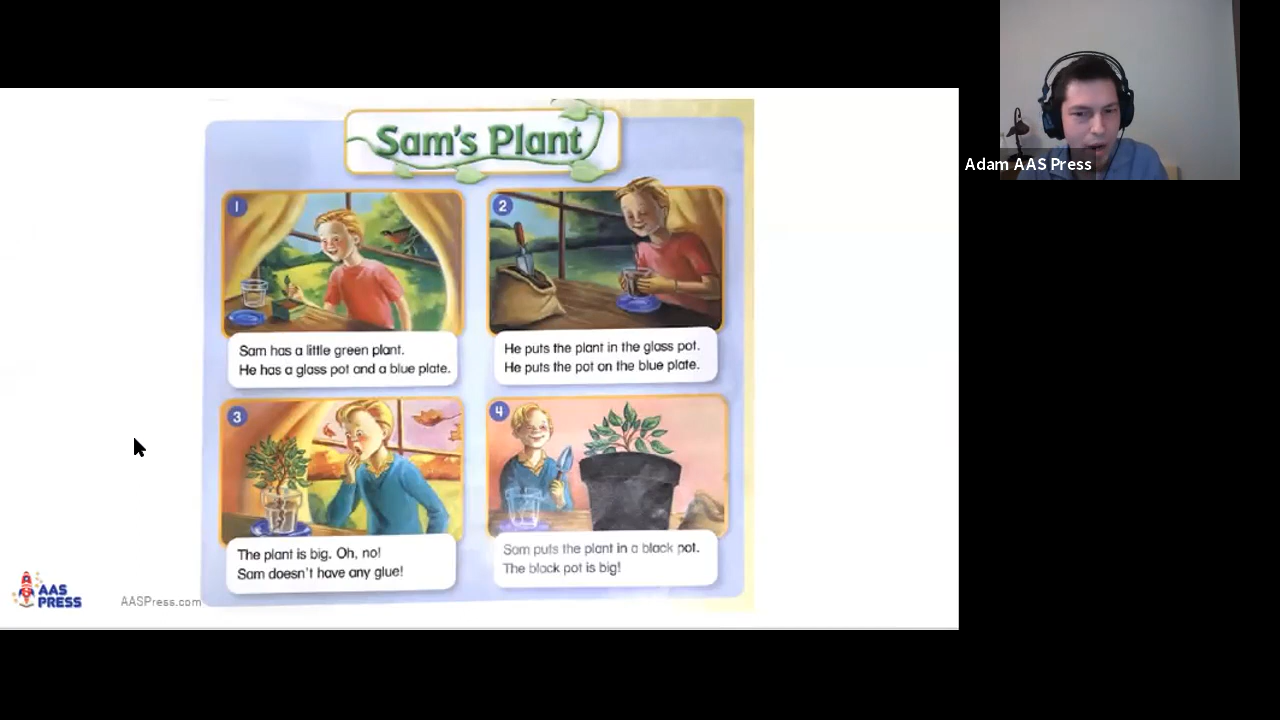 Sam's Plant
1
Sam has a little green plant.
He has a glass pot and a blue plate.
2
He puts the plant in the glass pot.
He puts the pot on the blue plate.
3
The plant is big. Oh, no!
Sam doesn't have any glue!
4
Sam puts the plant in a black pot.
The black pot is big!
AAS
PRESS
AASPress.com
Adam AAS Press